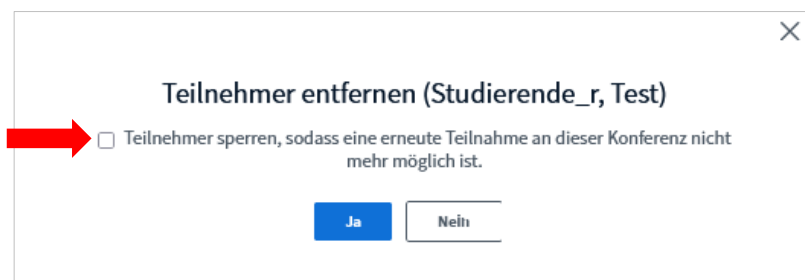 Teilnehmer entfernen (Studierende_r, Test)
Teilnehmer sperren, sodass eine erneute Teilnahme an dieser Konferenz nicht
mehr möglich ist.
Ja Nein